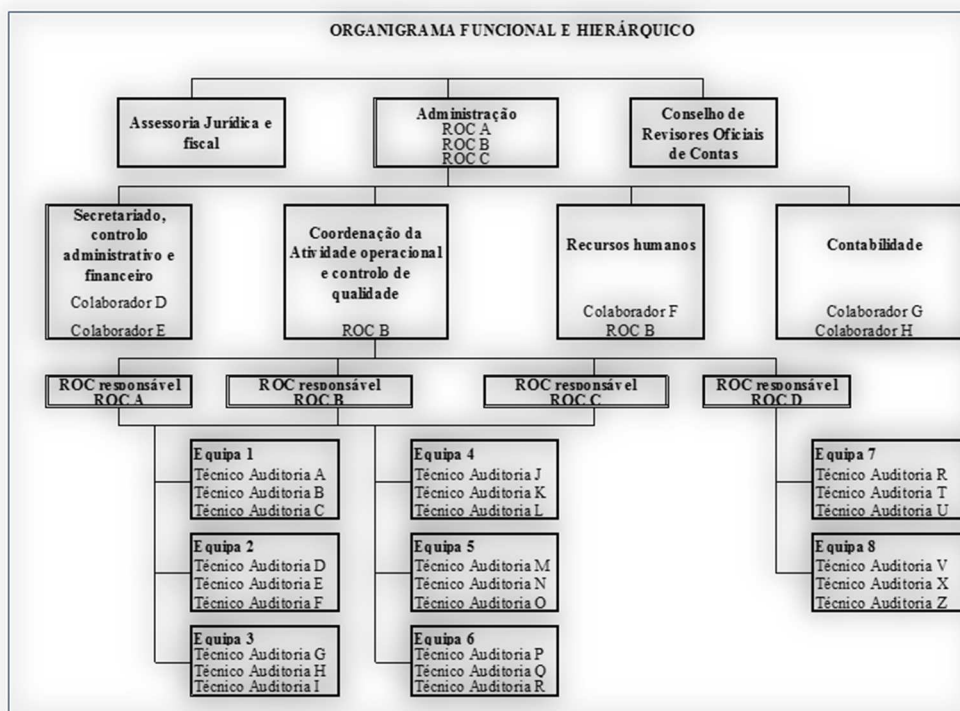 ORGANIGRAMA FUNCIONAL E HIERÁRQUICO
Assessoria Jurídica e
fiscal
Administração
ROC A
ROC B
ROC C
Conselho de
Revisores Oficiais
de Contas
Secretariado,
controlo
administrativo e
financeiro
Colaborador D
Colaborador E
Coordenação da
Atividade operacional
e controlo de
qualidade
ROC B
Recursos humanos
Colaborador F
ROC B
Contabilidade
Colaborador G
Colaborador H
ROC responsável
ROC A
ROC responsável
ROC B
ROC responsável
ROC C
ROC responsável
ROC D
Equipa 1
Técnico Auditoria A
Técnico Auditoria B
Técnico Auditoria C
Equipa 2
Técnico Auditoria D
Técnico Auditoria E
Técnico Auditoria F
Equipa 3
Técnico Auditoria G
Técnico Auditoria H
Técnico Auditoria I
Equipa 4
Técnico Auditoria J
Técnico Auditoria K
Técnico Auditoria L
Equipa 5
Técnico Auditoria M
Técnico Auditoria N
Técnico Auditoria O
Equipa 6
Técnico Auditoria P
Técnico Auditoria Q
Técnico Auditoria R
Equipa 7
Técnico Auditoria R
Técnico Auditoria T
Técnico Auditoria U
Equipa 8
Técnico Auditoria V
Técnico Auditoria X
Técnico Auditoria Z